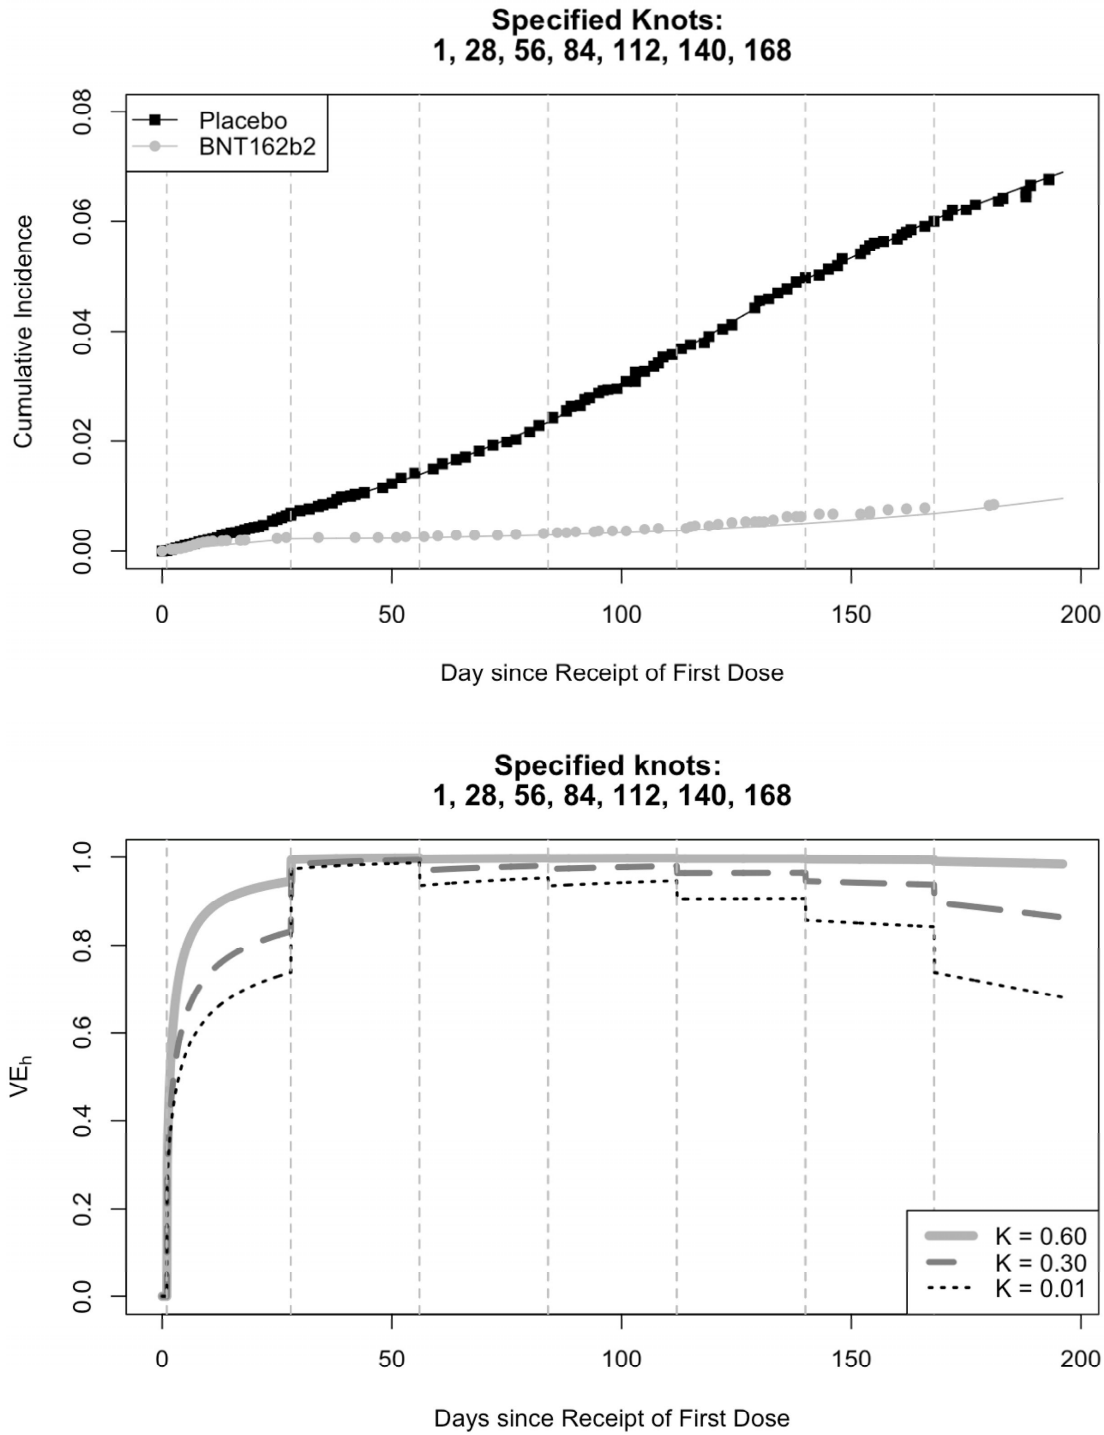 Specified Knots:
1, 28, 56, 84, 112, 140, 168
Placebo
BNT162b2
Cumulative Incidence
0.08
0.06
0.04
0.02
0.00
0 50 100 150 200
Day since Receipt of First Dose
Specified knots:
1, 28, 56, 84, 112, 140, 168
VEh
1.0
0.8
0.6
0.4
0.2
0.0
K = 0.60
K = 0.30
K = 0.01
0 50 100 150 200
Days since Receipt of First Dose